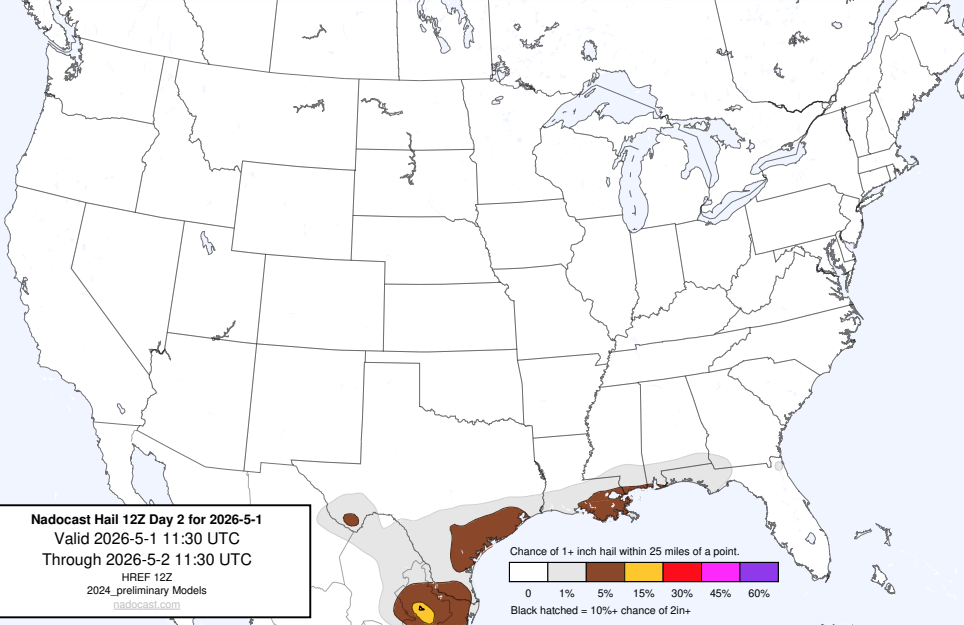 Nadocast Hail 12Z Day 2 for 2026-5-1
Valid 2026-5-1 11:30 UTC
Through 2026-5-2 11:30 UTC
HREF 12Z
2024_preliminary Models
nadocast.com
Chance of 1+ inch hail within 25 miles of a point.
0 1% 5% 15% 30% 45% 60%
Black hatched = 10%+ chance of 2in+